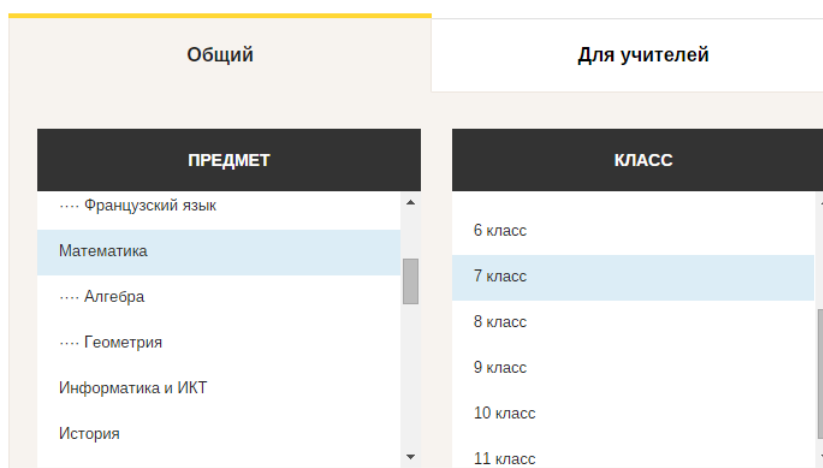 Общий
Для учителей
ПРЕДМЕТ
···· Французский язык
Математика
···· Алгебра
···· Геометрия
Информатика и ИКТ
История
КЛАСС
6 класс
7 класс
8 класс
9 класс
10 класс
11 класс